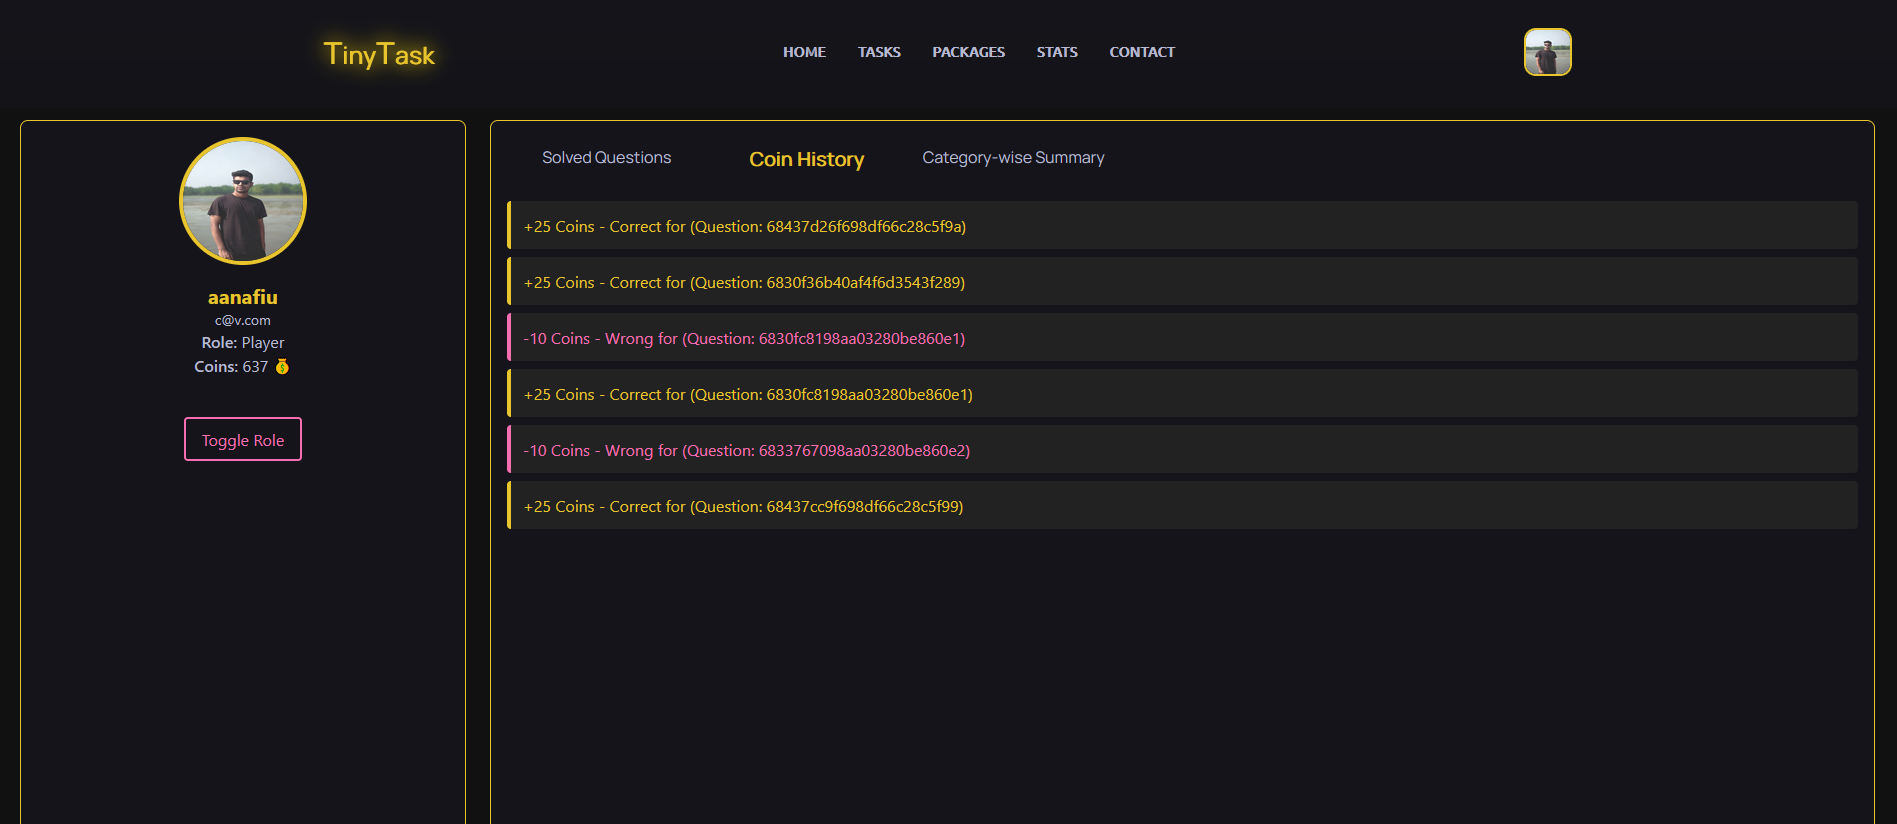 TinyTask
HOME TASKS PACKAGES STATS CONTACT
aanafiu
c@v.com
Role: Player
Coins: 637
Toggle Role
Solved Questions Coin History Category-wise Summary
+25 Coins - Correct for (Question: 68437d26f698df66c28c5f9a)
+25 Coins - Correct for (Question: 6830f36b40af4f6d3543f289)
-10 Coins - Wrong for (Question: 6830fc8198aa03280be860e1)
+25 Coins - Correct for (Question: 6830fc8198aa03280be860e1)
-10 Coins - Wrong for (Question: 6833767098aa03280be860e2)
+25 Coins - Correct for (Question: 68437cc9f698df66c28c5f99)